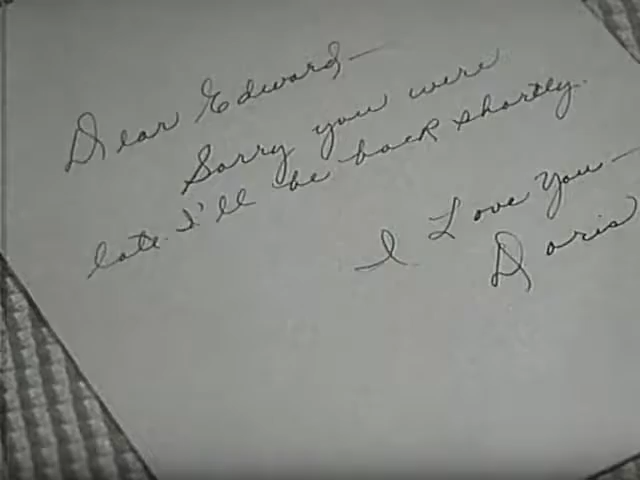 Dear Edward—
Sorry you were
late. I'll be back shortly.
I Love You—
Doris